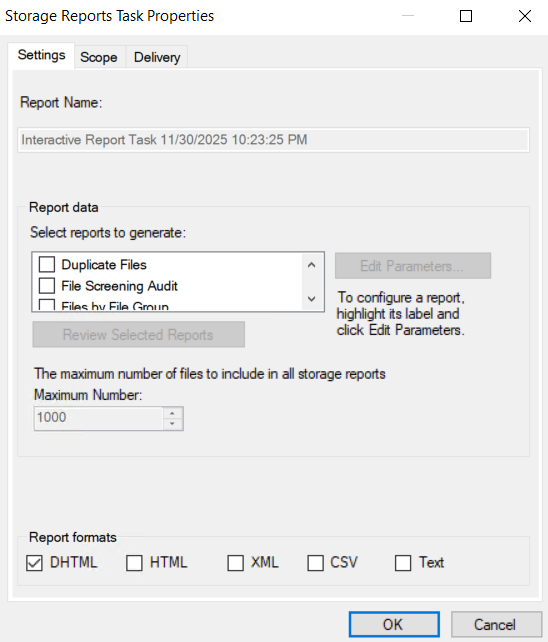 Storage Reports Task Properties
Settings
Scope
Delivery
Report Name:
Interactive Report Task 11/30/2025 10:23:25 PM
Report data
Select reports to generate:
Duplicate Files
File Screening Audit
Files by File Group
Edit Parameters...
To configure a report,
highlight its label and
click Edit Parameters.
Review Selected Reports
The maximum number of files to include in all storage reports
Maximum Number:
1000
Report formats
DHTML
HTML
XML
CSV
Text
OK
Cancel